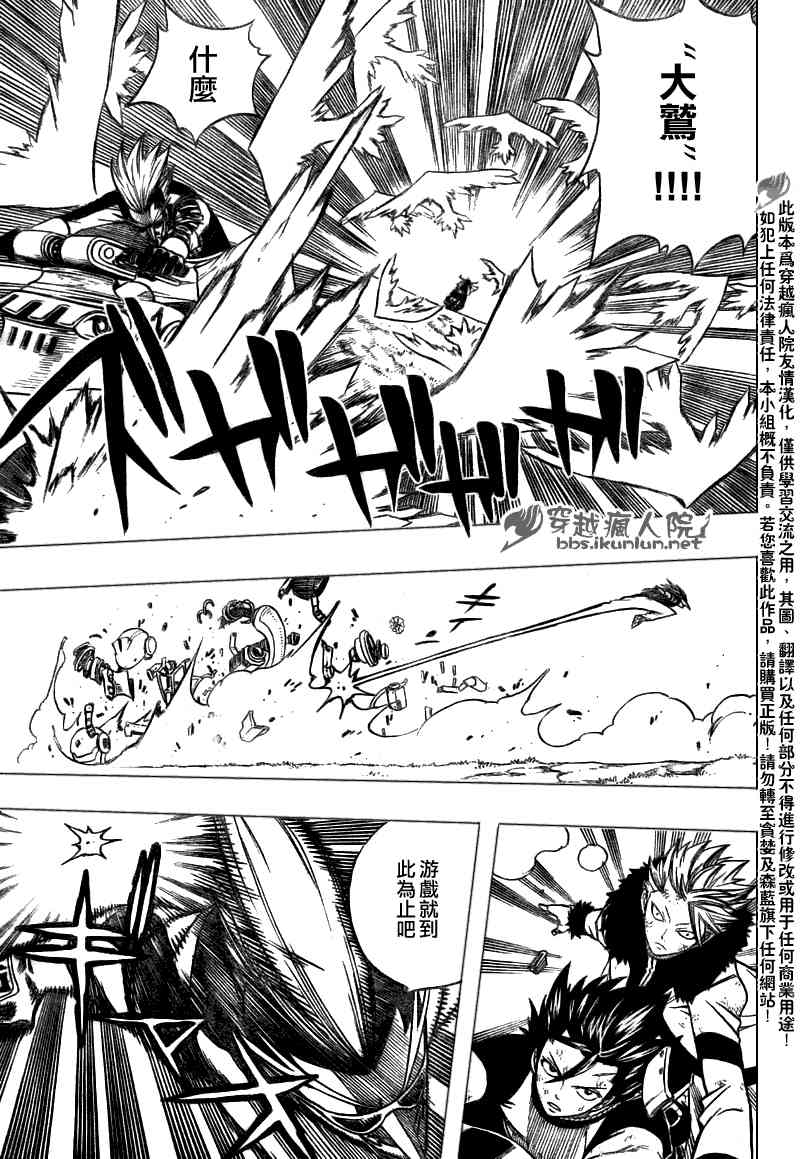 “大鷲”
!!!!
什麼
ズガガガガ
穿越瘋人院
bbs.ikunlun.net
游戲就到
此為止吧
此版本爲穿越瘋人院友情漢化，僅供學習交流之用，其圖、翻譯以及任何部分不得進行修改或用于任何商業用途！
如犯上任何法律責任，本小組概不負責。若您喜歡此作品，請購買正版！請勿轉至貪婪及森藍旗下任何網站！